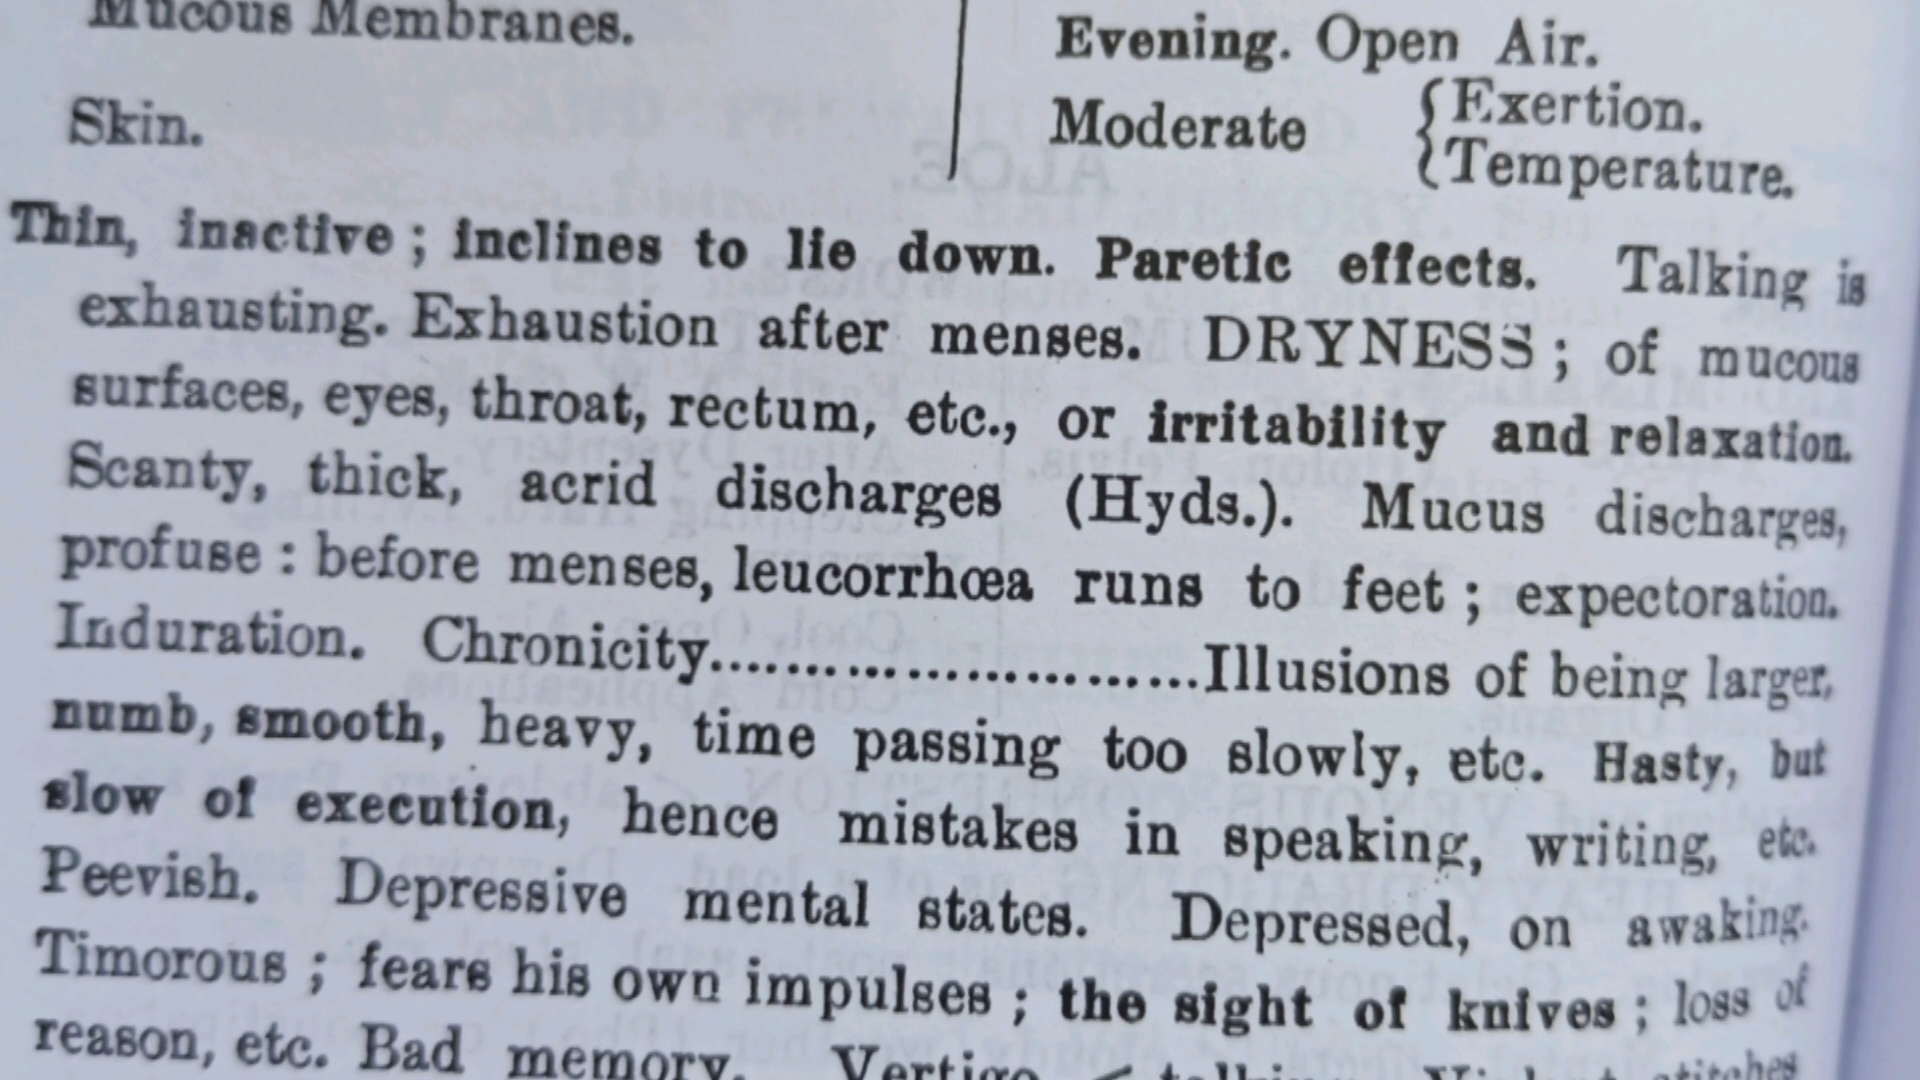 Mucous Membranes.
Skin.
Evening. Open Air.
Moderate { Exertion.
Temperature.
Thin, inactive ; inclines to lie down. Paretic effects. Talking is
exhausting. Exhaustion after menses. DRYNESS ; of mucous
surfaces, eyes, throat, rectum, etc., or irritability and relaxation.
Scanty, thick, acrid discharges (Hyds.). Mucus discharges,
profuse : before menses, leucorrhœa runs to feet ; expectoration.
Induration. Chronicity.................................Illusions of being larger,
numb, smooth, heavy, time passing too slowly, etc. Hasty, but
slow of execution, hence mistakes in speaking, writing, etc.
Peevish. Depressive mental states. Depressed, on awaking.
Timorous ; fears his own impulses ; the sight of knives ; loss of
reason, etc. Bad memory. Vertigo < stitches